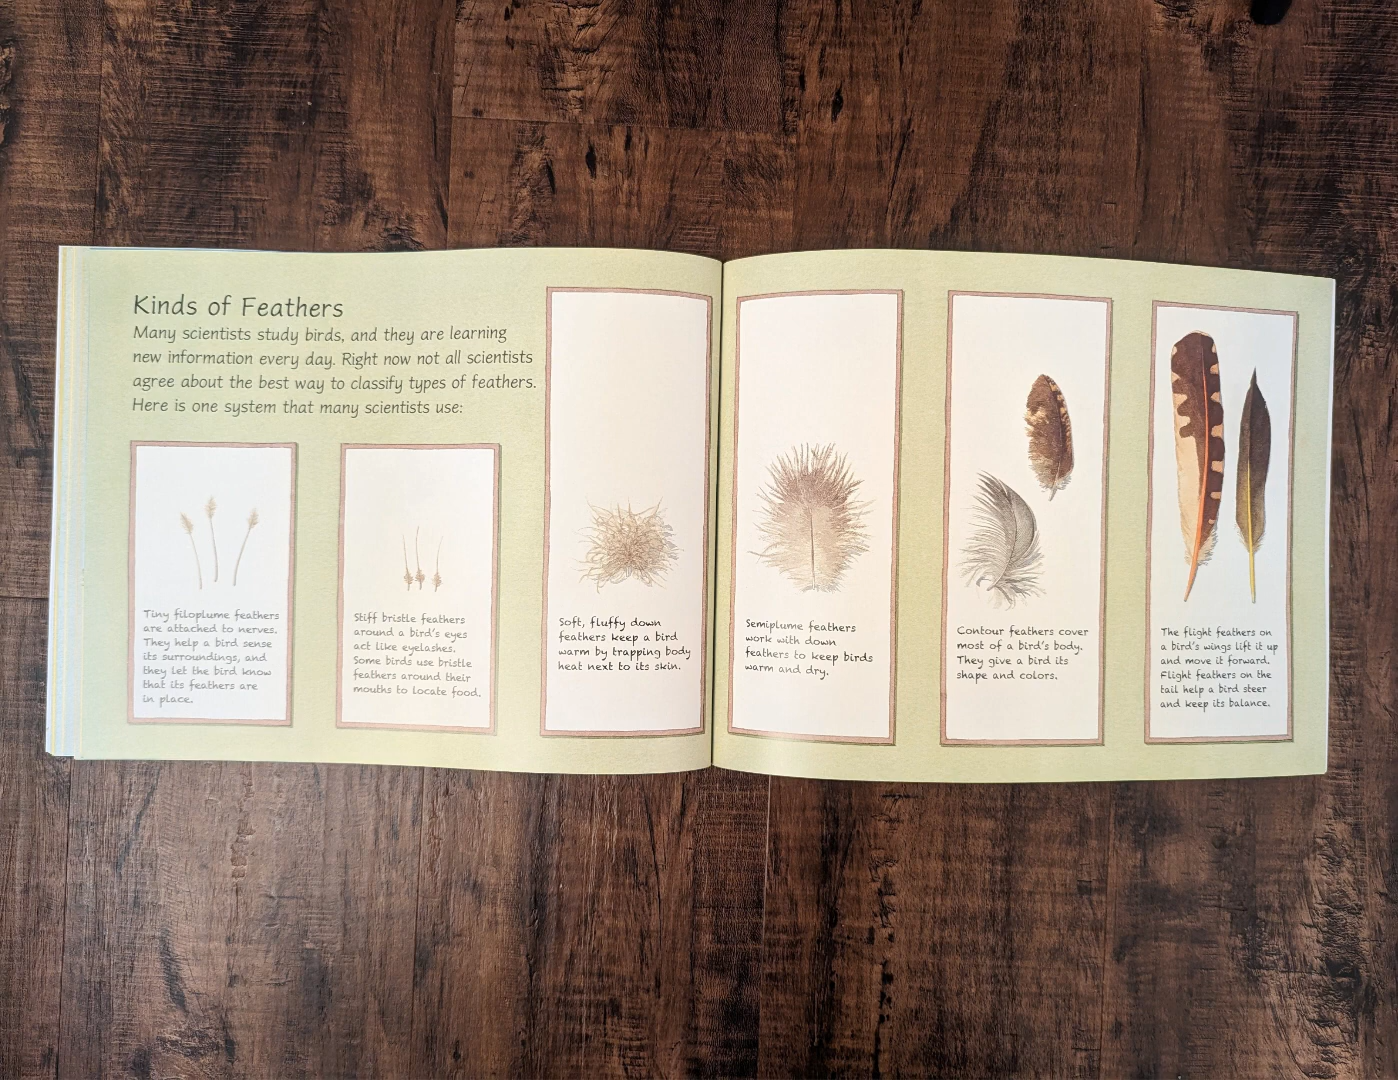 Kinds of Feathers
Many scientists study birds, and they are learning
new information every day. Right now not all scientists
agree about the best way to classify types of feathers.
Here is one system that many scientists use:
Tiny filoplume feathers
are attached to nerves.
They help a bird sense
its surroundings, and
they let the bird know
that its feathers are
in place.
Stiff bristle feathers
around a bird's eyes
act like eyelashes.
Some birds use bristle
feathers around their
mouths to locate food.
Soft, fluffy down
feathers keep a bird
warm by trapping body
heat next to its skin.
Semiplume feathers
work with down
feathers to keep birds
warm and dry.
Contour feathers cover
most of a bird's body.
They give a bird its
shape and colors.
The flight feathers on
a bird's wings lift it up
and move it forward.
Flight feathers on the
tail help a bird steer
and keep its balance.